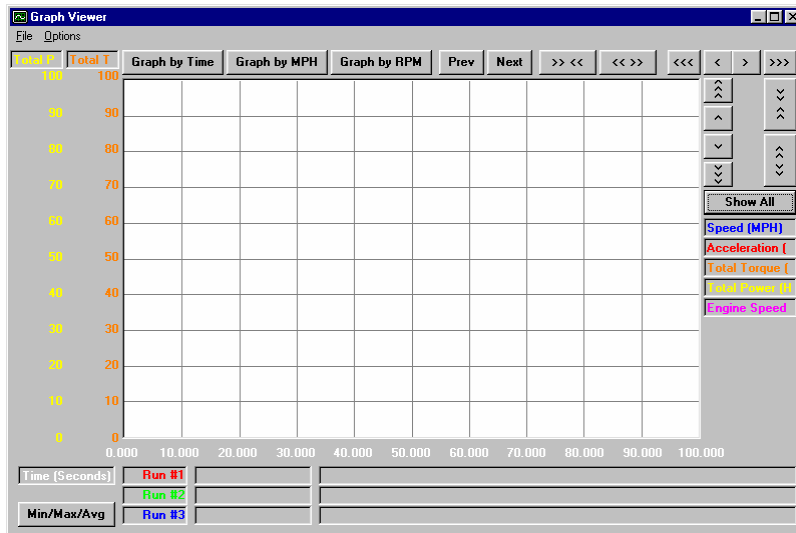 Graph Viewer
File Options
Total P Total T Graph by Time Graph by MPH Graph by RPM Prev Next >> << << >> <<< < > >>>
100 100
90 90
80 80
70 70
60 60
50 50
40 40
30 30
20 20
10 10
0 0
Show All
Speed (MPH)
Acceleration (
Total Torque (
Total Power (H
Engine Speed
0.000 10.000 20.000 30.000 40.000 50.000 60.000 70.000 80.000 90.000 100.000
Time (Seconds) Run #1
Run #2
Min/Max/Avg Run #3